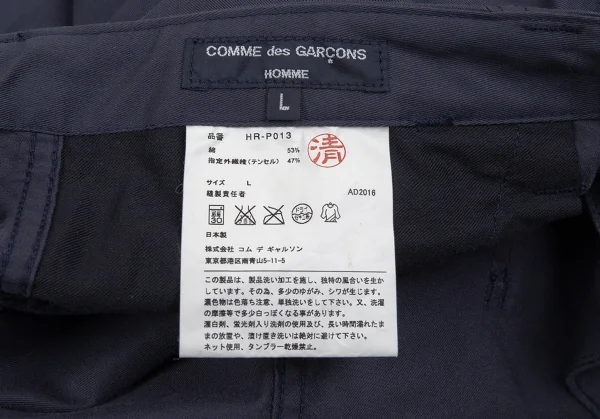 COMME des GARÇONS
HOMME
L
品番 HR-P013
綿 53%
指定外繊維(テンセル) 47%
清
サイズ L
縫製責任者 AD2016
30
ドライ
日本製
株式会社 コム デ ギャルソン
東京都港区南青山5-11-5
この製品は、製品洗い加工を施し、独特の風合いを生か
しています。その為、多少のゆがみ、シワが生じます。
濃色物は色落ち注意、単独洗いをして下さい。又、洗濯
の摩擦等で多少白っぽくなる事があります。
漂白剤、蛍光剤入り洗剤の使用及び、長い時間濡れたま
まの放置や、漬け置き洗いは絶対に避けて下さい。
ネット使用、タンブラー乾燥禁止。